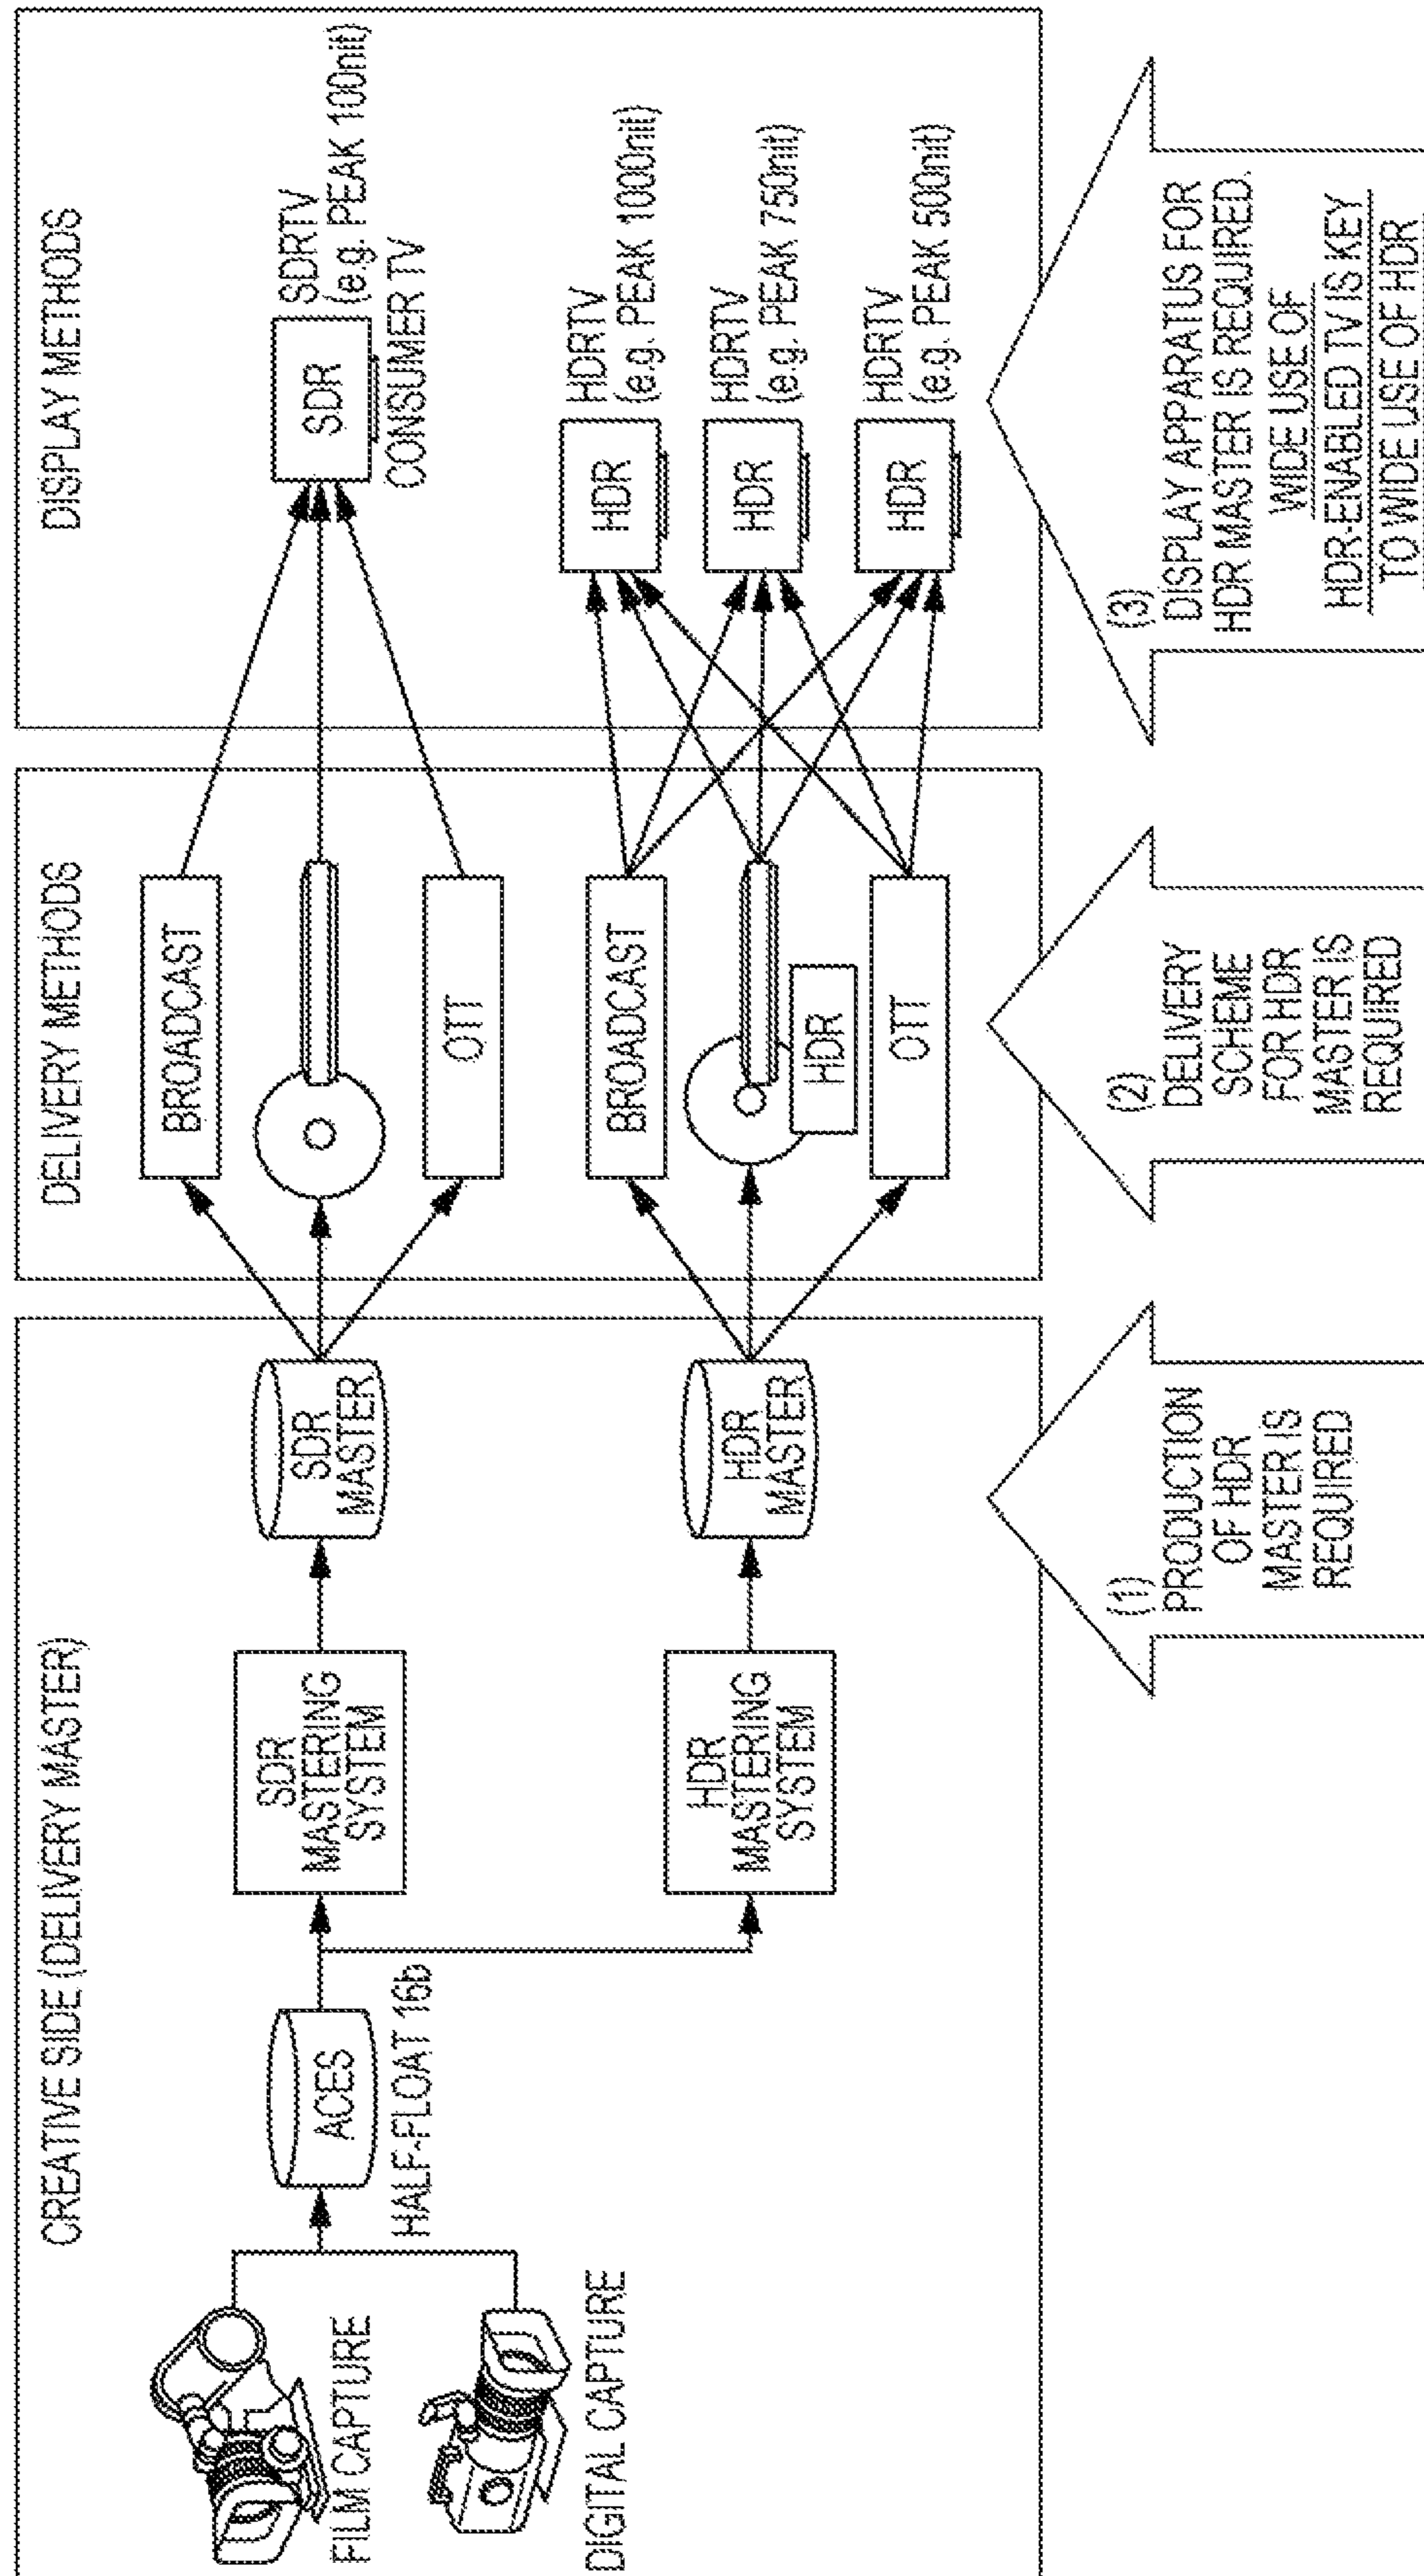 CREATIVE SIDE (DELIVERY MASTER)
FILM CAPTURE
DIGITAL CAPTURE
ACES
HALF-FLOAT 16b
SDR
MASTERING
SYSTEM
SDR
MASTER
HDR
MASTERING
SYSTEM
HDR
MASTER
DELIVERY METHODS
BROADCAST
OTT
BROADCAST
HDR
OTT
DISPLAY METHODS
SDR
SDRTV
(e.g. PEAK 100nit)
CONSUMER TV
HDR
HDRTV
(e.g. PEAK 1000nit)
HDR
HDRTV
(e.g. PEAK 750nit)
HDR
HDRTV
(e.g. PEAK 500nit)
(1)
PRODUCTION
OF HDR
MASTER IS
REQUIRED
(2)
DELIVERY
SCHEME
FOR HDR
MASTER IS
REQUIRED
(3)
DISPLAY APPARATUS FOR
HDR MASTER IS REQUIRED.
WIDE USE OF
HDR-ENABLED TV IS KEY
TO WIDE USE OF HDR